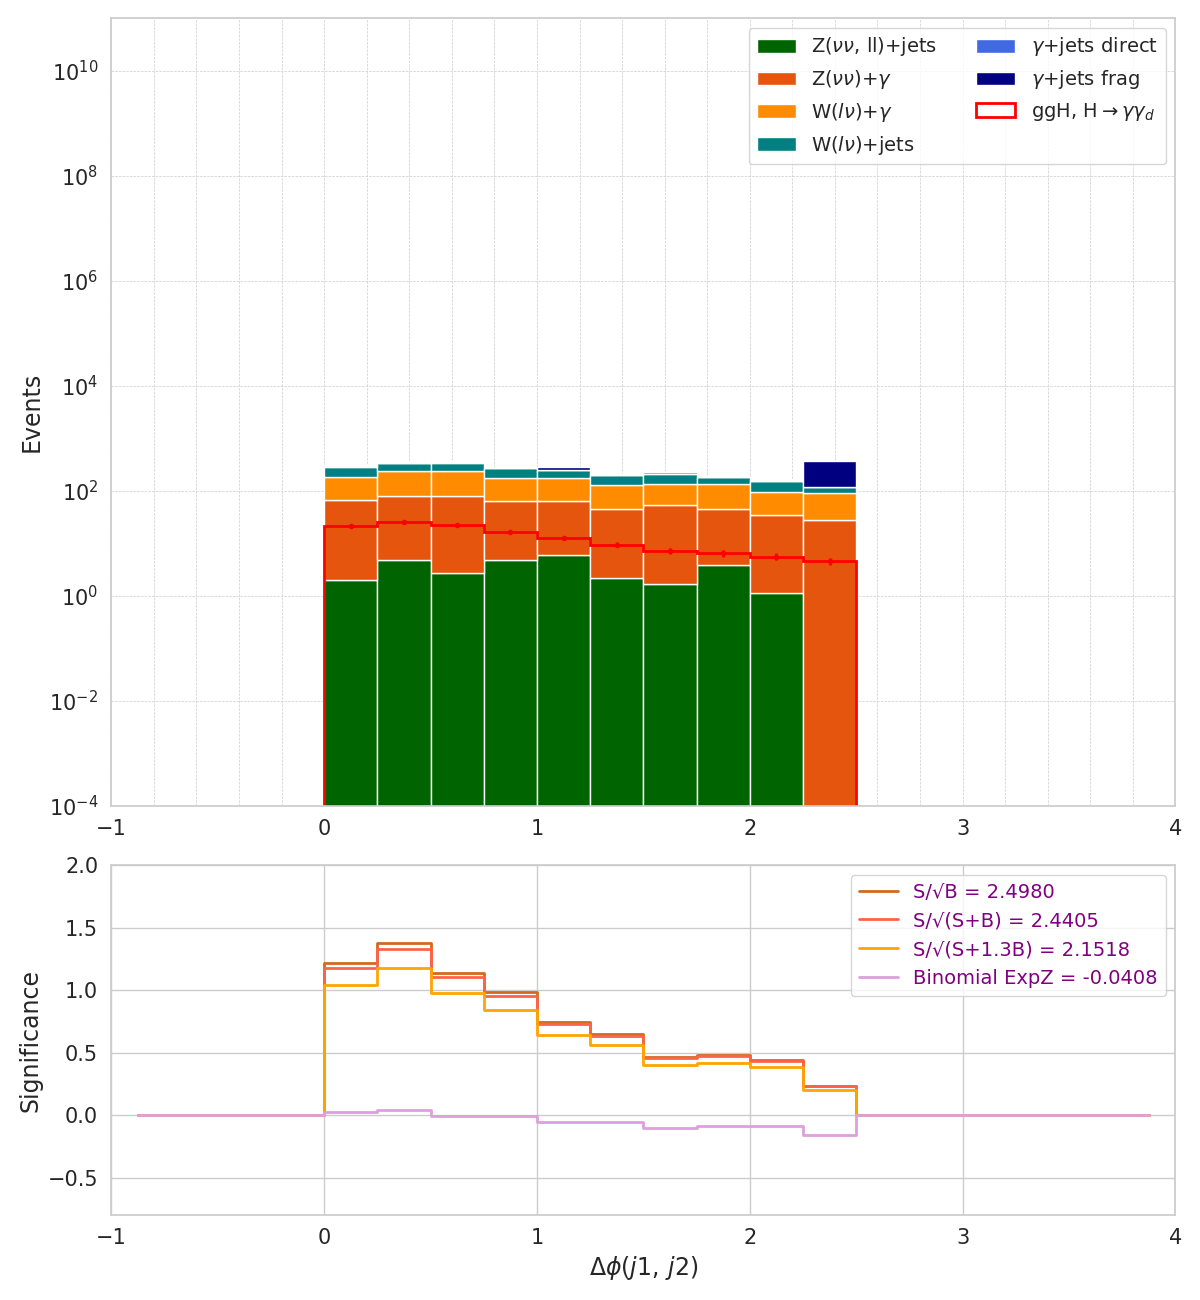 Z(νν, ll)+jets
Z(νν)+γ
W(lν)+γ
W(lν)+jets
γ+jets direct
γ+jets frag
ggH, H→γγ_d
Events
10^10
10^8
10^6
10^4
10^2
10^0
10^−2
10^−4
−1 0 1 2 3 4
S/√B = 2.4980
S/√(S+B) = 2.4405
S/√(S+1.3B) = 2.1518
Binomial ExpZ = -0.0408
Significance
2.0
1.5
1.0
0.5
0.0
−0.5
−1 0 1 2 3 4
Δϕ(j1, j2)